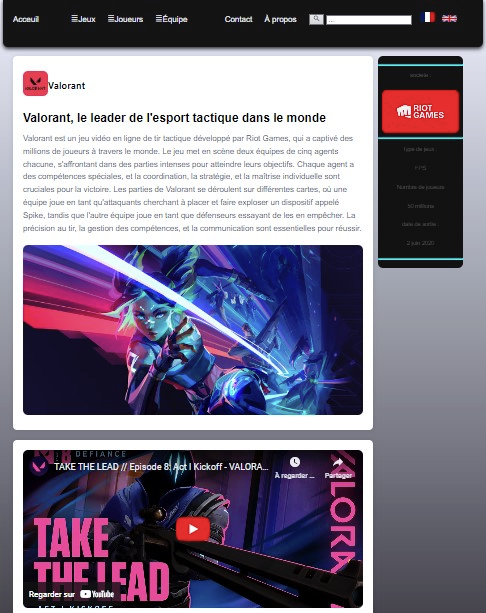 Acceuil ☰Jeux ☰Joueurs ☰Équipe Contact À propos ...
VALORANT Valorant
Valorant, le leader de l'esport tactique dans le monde
Valorant est un jeu vidéo en ligne de tir tactique développé par Riot Games, qui a captivé des
millions de joueurs à travers le monde. Le jeu met en scène deux équipes de cinq agents
chacune, s'affrontant dans des parties intenses pour atteindre leurs objectifs. Chaque agent a
des compétences spéciales, et la coordination, la stratégie, et la maîtrise individuelle sont
cruciales pour la victoire. Les parties de Valorant se déroulent sur différentes cartes, où une
équipe joue en tant qu'attaquants cherchant à placer et faire exploser un dispositif appelé
Spike, tandis que l'autre équipe joue en tant que défenseurs essayant de les en empêcher. La
précision au tir, la gestion des compétences, et la communication sont essentielles pour réussir.
RIOT
GAMES
Type de jeux :
FPS
Nombre de joueurs
50 millions
date de sortie :
2 juin 2020
DEFIANCE
TAKE THE LEAD // Episode 8: Act I Kickoff - VALORA...
À regarder ... Partager
VALORA
TAKE
THE LEAD
Regarder sur YouTube
ACT I KICKOFF